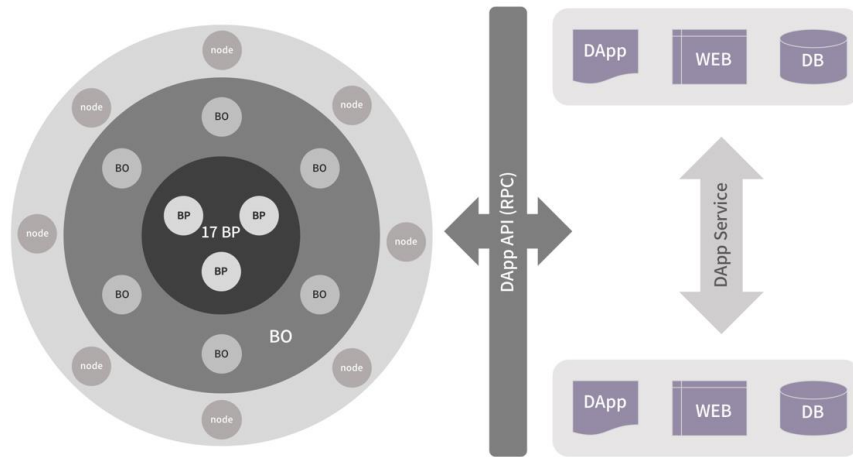 node
node
node
BO
BO
BO
BP
BP
17 BP
node
node
BP
BO
BO
BO
BO
node
node
node
DApp API (RPC)
DApp
WEB
DB
DApp Service
DApp
WEB
DB